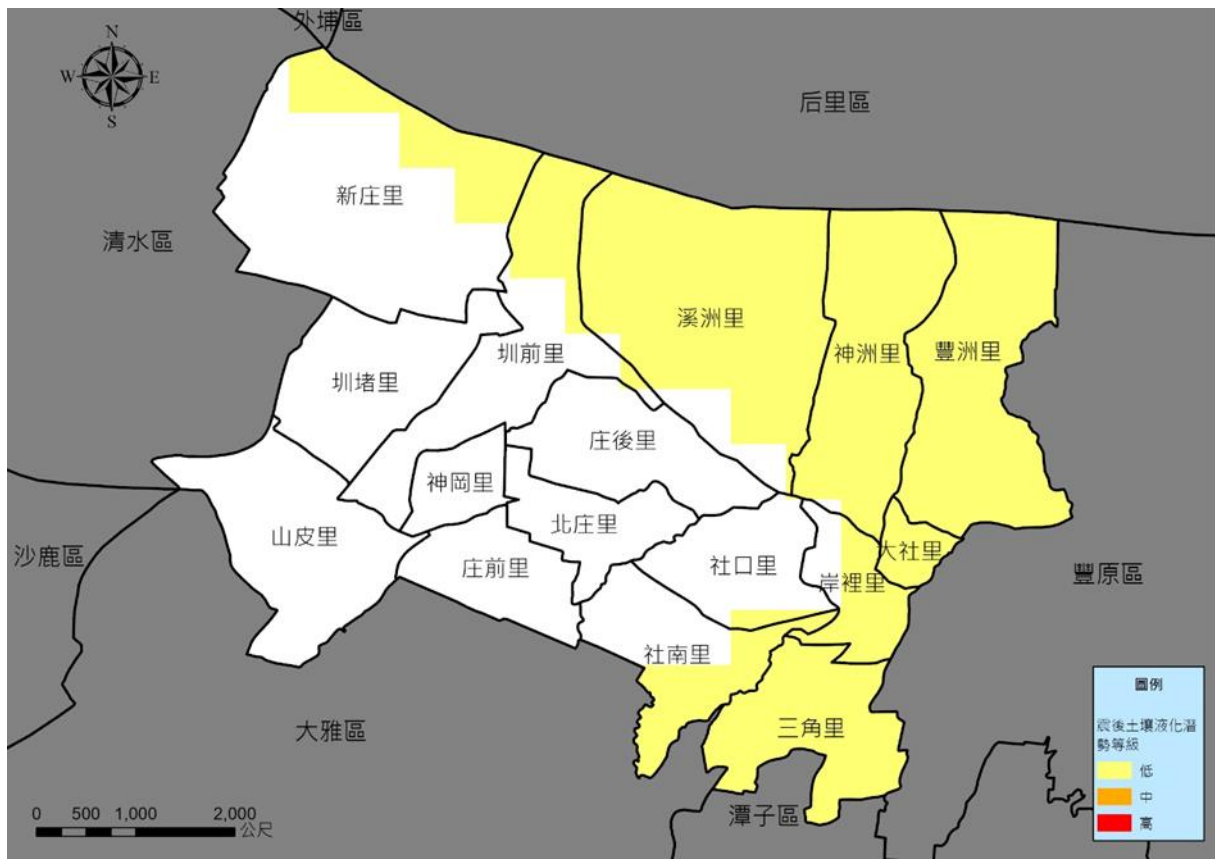 外埔區
N
W
E
S
后里區
新庄里
清水區
溪洲里
圳前里
神洲里
豐洲里
圳堵里
庄後里
神岡里
北庄里
山皮里
沙鹿區
庄前里
社口里
大社里
岸裡里
豐原區
社南里
大雅區
三角里
潭子區
圖例
震後土壤液化潛
勢等級
低
中
高
0 500 1,000 2,000
公尺